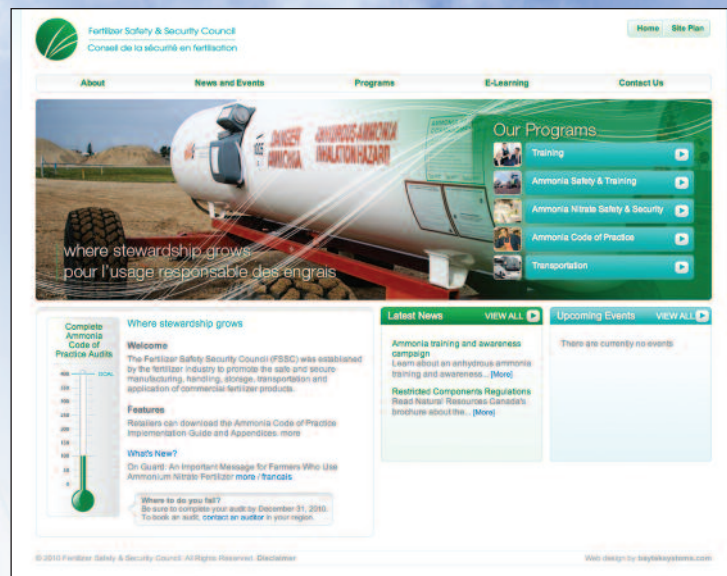 Fertilizer Safety & Security Council
Conseil de la sécurité en fertilisation
Home Site Plan
About News and Events Programs E-Learning Contact Us
DANGER AMMONIA
ANHYDROUS AMMONIA
INHALATION HAZARD
where stewardship grows
pour l'usage responsable des engrais
Our Programs
Training
Ammonia Safety & Training
Ammonia Nitrate Safety & Security
Ammonia Code of Practice
Transportation
Complete
Ammonia
Code of
Practice Audits
400 GOAL
350
300
250
200
150
100
50
0
Where stewardship grows
Welcome
The Fertilizer Safety Security Council (FSSC) was established
by the fertilizer industry to promote the safe and secure
manufacturing, handling, storage, transportation and
application of commercial fertilizer products.
Features
Retailers can download the Ammonia Code of Practice
Implementation Guide and Appendices. more
What's New?
On Guard: An Important Message for Farmers Who Use
Ammonium Nitrate Fertilizer more / francais
Where to do you fall?
Be sure to complete your audit by December 31, 2010.
To book an audit, contact an auditor in your region.
Latest News VIEW ALL
Ammonia training and awareness
campaign
Learn about an anhydrous ammonia
training and awareness... [More]
Restricted Components Regulations
Read Natural Resources Canada's
brochure about the... [More]
Upcoming Events VIEW ALL
There are currently no events
© 2010 Fertilizer Safety & Security Council. All Rights Reserved. Disclaimer
Web design by